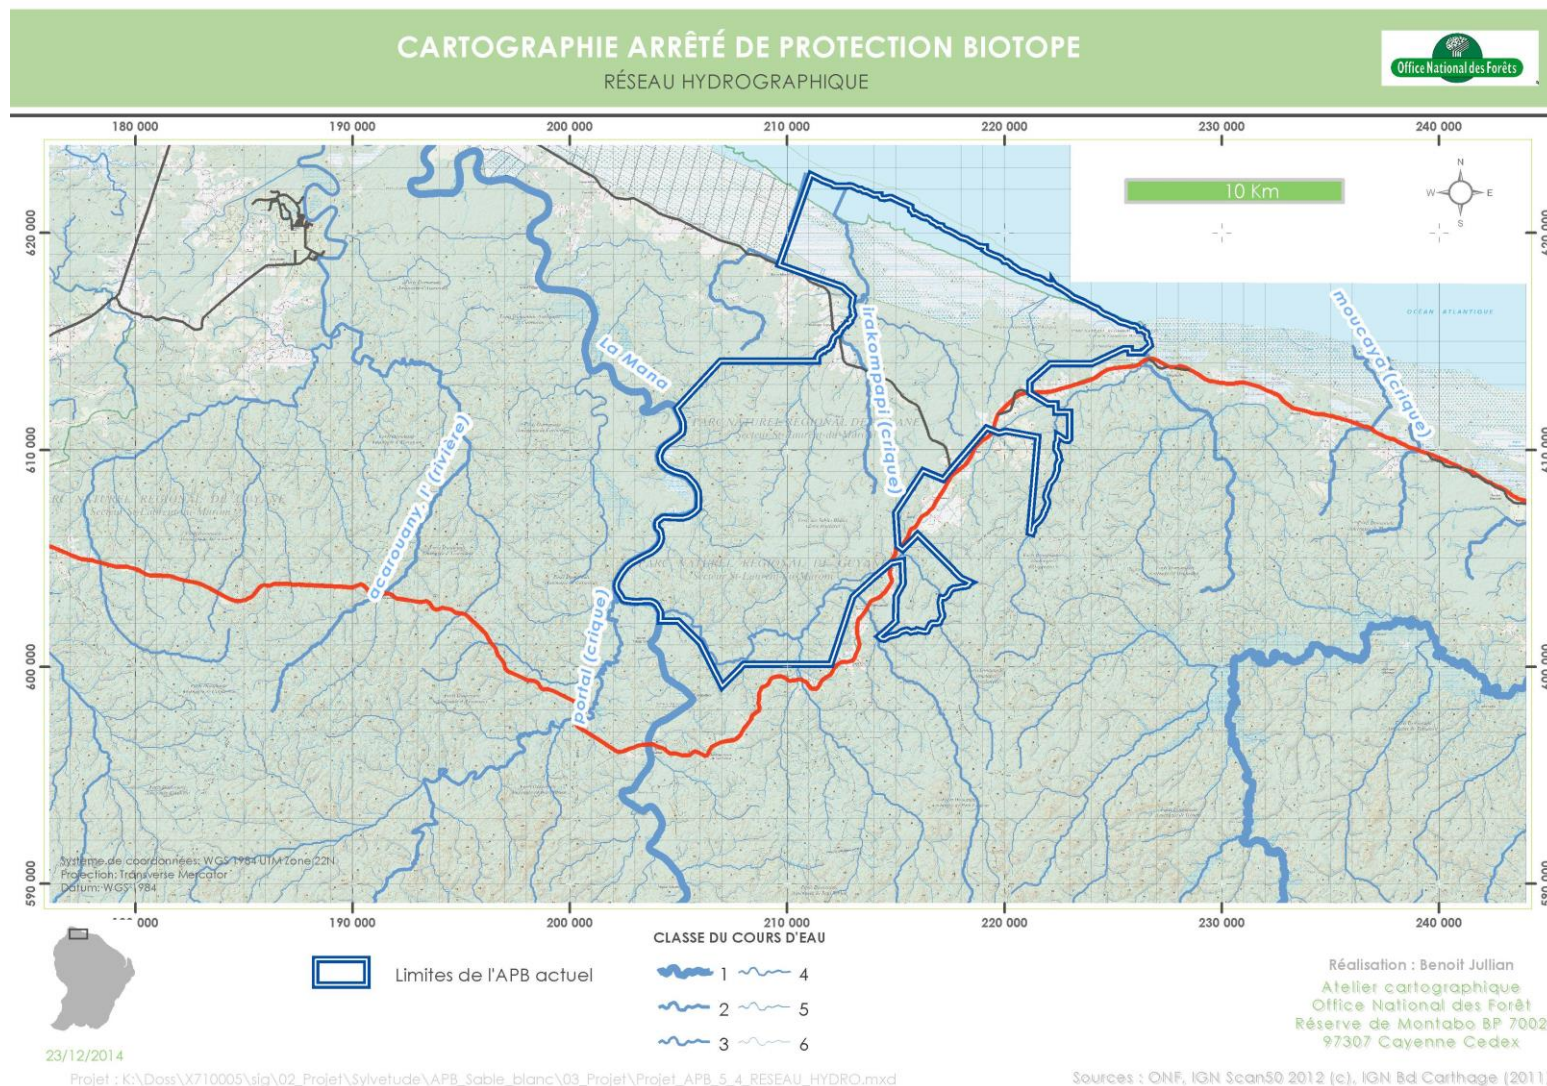 CARTOGRAPHIE ARRÊTÉ DE PROTECTION BIOTOPE
RÉSEAU HYDROGRAPHIQUE
Office National des Forêts
180 000 190 000 200 000 210 000 220 000 230 000 240 000
10 Km
N
W E
S
620 000
610 000
600 000
590 000
La Mana
irakompapi (crique)
moucaya (crique)
OCÉAN ATLANTIQUE
acarouany, l' (rivière)
portal (crique)
PARC NATUREL RÉGIONAL DE GUYANE
Système de coordonnées: WGS 1984 UTM Zone 22N
Projection: Transverse Mercator
Datum: WGS 1984
190 000 200 000 210 000 220 000 230 000 240 000
Limites de l'APB actuel
CLASSE DU COURS D'EAU
1 4
2 5
3 6
Réalisation : Benoit Jullian
Atelier cartographique
Office National des Forêt
Réserve de Montabo BP 7002
97307 Cayenne Cedex
23/12/2014
Projet : K:\Doss\X710005\sig\02_Projet\Sylvetude\APB_Sable_blanc\03_Projet\Projet_APB_5_4_RESEAU_HYDRO.mxd
Sources : ONF, IGN Scan50 2012 (c), IGN Bd Carthage (2011)